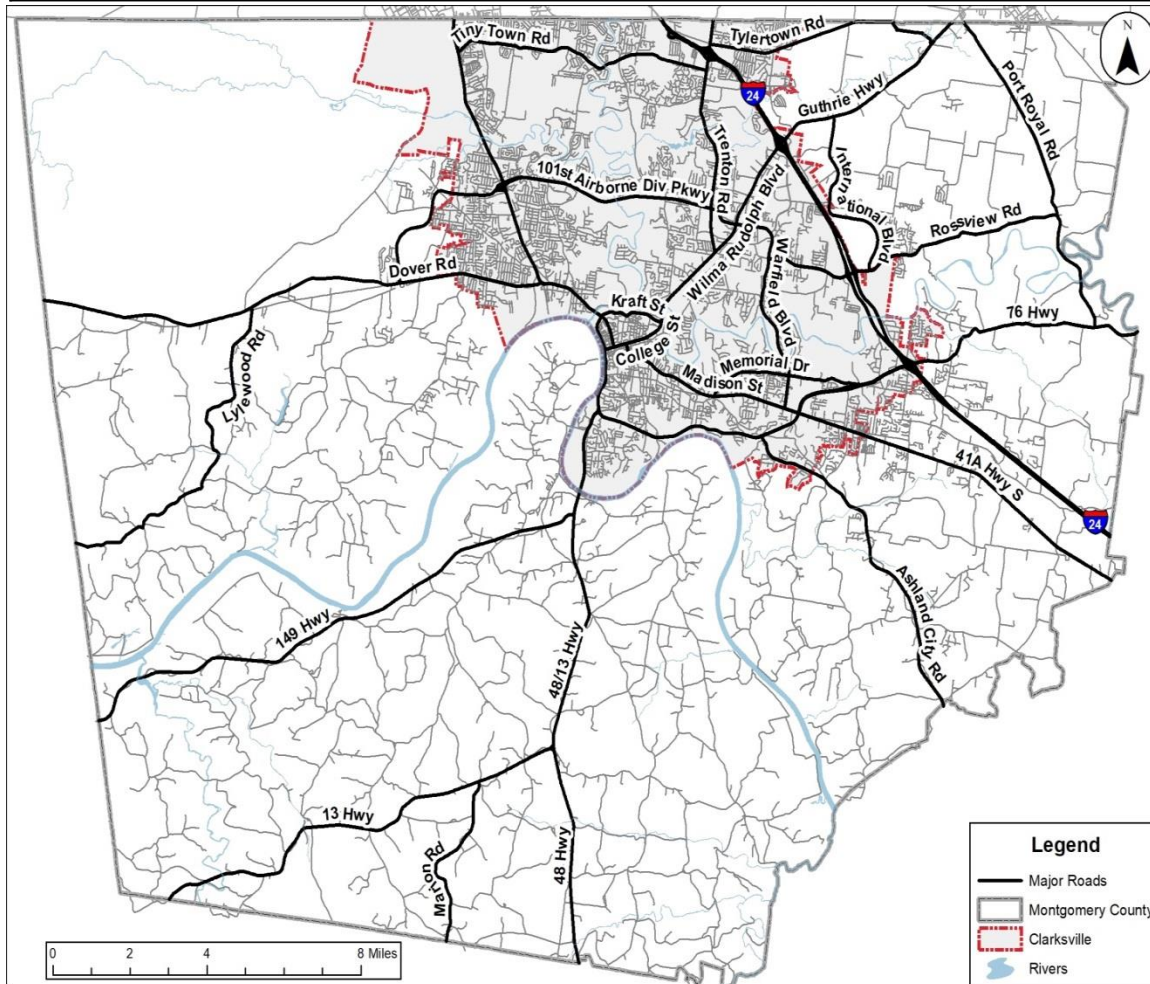 N
Tiny Town Rd
Tylertown Rd
24
Guthrie Hwy
Port Royal Rd
Trenton Rd
International Blvd
101st Airborne Div Pkwy
Wilma Rudolph Blvd
Rossview Rd
Warfield Blvd
Dover Rd
Kraft St
College St
76 Hwy
Memorial Dr
Madison St
Lylewood Rd
41A Hwy S
24
Ashland City Rd
149 Hwy
48/13 Hwy
13 Hwy
Marion Rd
48 Hwy
Legend
Major Roads
Montgomery County
Clarksville
Rivers
0 2 4 8 Miles